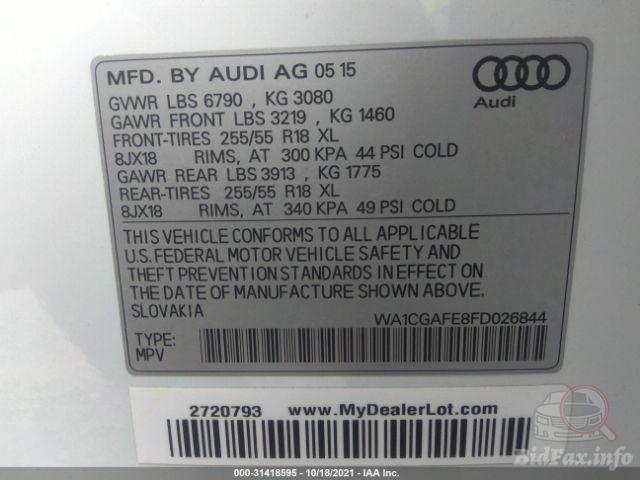 MFD. BY AUDI AG 05 15
Audi
GVWR LBS 6790 , KG 3080
GAWR FRONT LBS 3219 , KG 1460
FRONT-TIRES 255/55 R18 XL
8JX18 RIMS, AT 300 KPA 44 PSI COLD
GAWR REAR LBS 3913 , KG 1775
REAR-TIRES 255/55 R18 XL
8JX18 RIMS, AT 340 KPA 49 PSI COLD
THIS VEHICLE CONFORMS TO ALL APPLICABLE
U.S. FEDERAL MOTOR VEHICLE SAFETY AND
THEFT PREVENTION STANDARDS IN EFFECT ON
THE DATE OF MANUFACTURE SHOWN ABOVE.
SLOVAKIA
WA1CGAFE8FD026844
TYPE:
MPV
2720793 www.MyDealerLot.com
BidFax.info
000-31418595 - 10/18/2021 - IAA Inc.